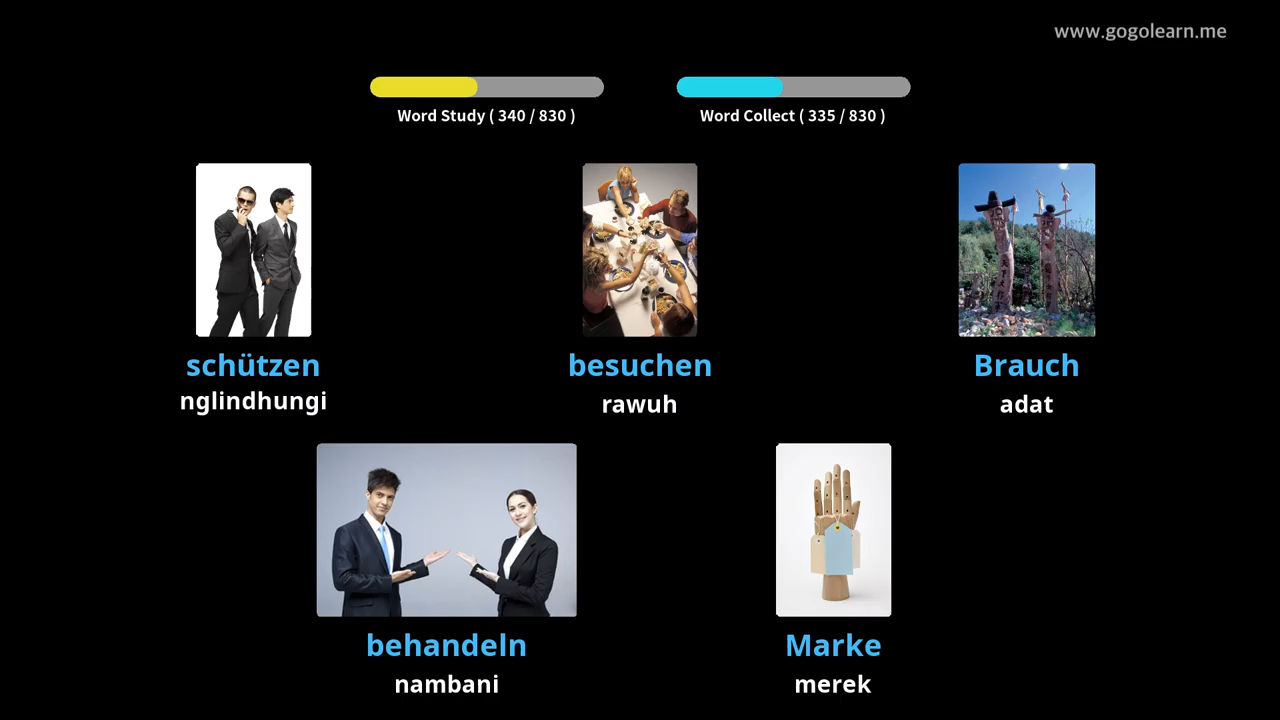 www.gogolearn.me
Word Study ( 340 / 830 )
Word Collect ( 335 / 830 )
schützen
nglindhungi
besuchen
rawuh
Brauch
adat
behandeln
nambani
Marke
merek